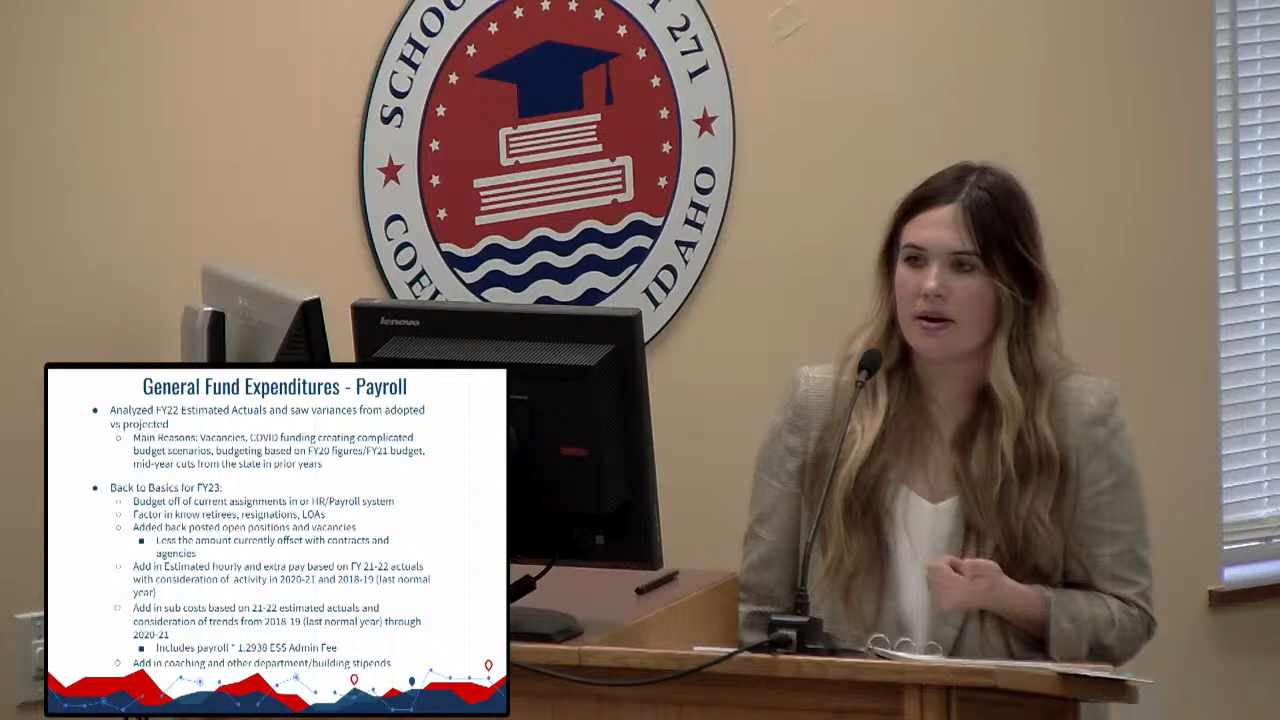 SCHOO
T 271
COEU
IDAHO
lenovo
General Fund Expenditures - Payroll
● Analyzed FY22 Estimated Actuals and saw variances from adopted
vs projected
○ Main Reasons: Vacancies, COVID funding creating complicated
budget scenarios, budgeting based on FY20 figures/FY21 budget,
mid-year cuts from the state in prior years
● Back to Basics for FY23:
○ Budget off of current assignments in or HR/Payroll system
○ Factor in know retirees, resignations, LOAs
○ Added back posted open positions and vacancies
■ Less the amount currently offset with contracts and
agencies
○ Add in Estimated hourly and extra pay based on FY 21-22 actuals
with consideration of activity in 2020-21 and 2018-19 (last normal
year)
○ Add in sub costs based on 21-22 estimated actuals and
consideration of trends from 2018-19 (last normal year) through
2020-21
■ Includes payroll * 1.2938 ESS Admin Fee
○ Add in coaching and other department/building stipends